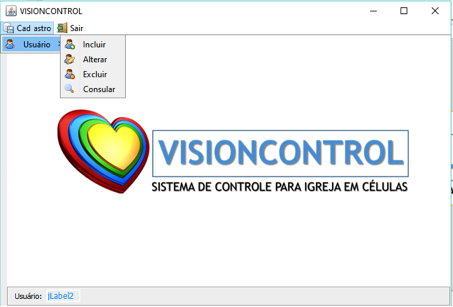 VISIONCONTROL
Cad astro Sair
Usuário Incluir
Alterar
Excluir
Consular
VISIONCONTROL
SISTEMA DE CONTROLE PARA IGREJA EM CÉLULAS
Usuário: jLabel2